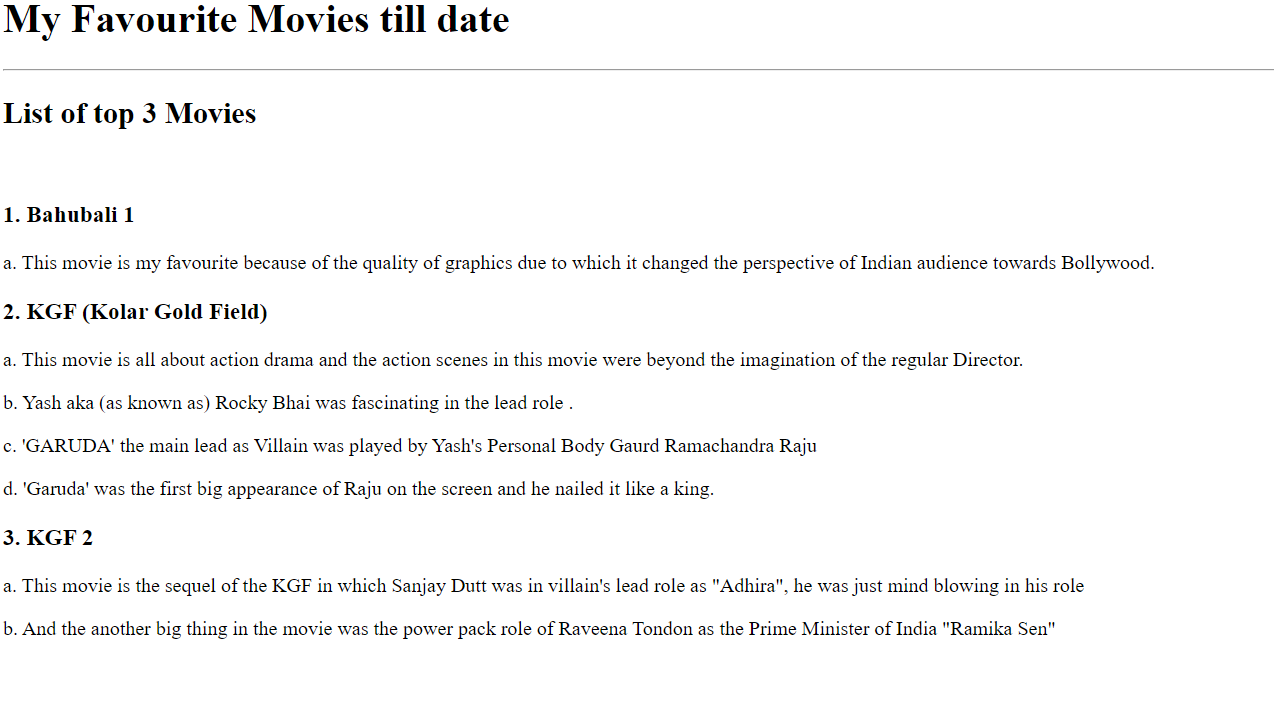 My Favourite Movies till date
List of top 3 Movies
1. Bahubali 1
a. This movie is my favourite because of the quality of graphics due to which it changed the perspective of Indian audience towards Bollywood.
2. KGF (Kolar Gold Field)
a. This movie is all about action drama and the action scenes in this movie were beyond the imagination of the regular Director.
b. Yash aka (as known as) Rocky Bhai was fascinating in the lead role .
c. 'GARUDA' the main lead as Villain was played by Yash's Personal Body Gaurd Ramachandra Raju
d. 'Garuda' was the first big appearance of Raju on the screen and he nailed it like a king.
3. KGF 2
a. This movie is the sequel of the KGF in which Sanjay Dutt was in villain's lead role as "Adhira", he was just mind blowing in his role
b. And the another big thing in the movie was the power pack role of Raveena Tondon as the Prime Minister of India "Ramika Sen"